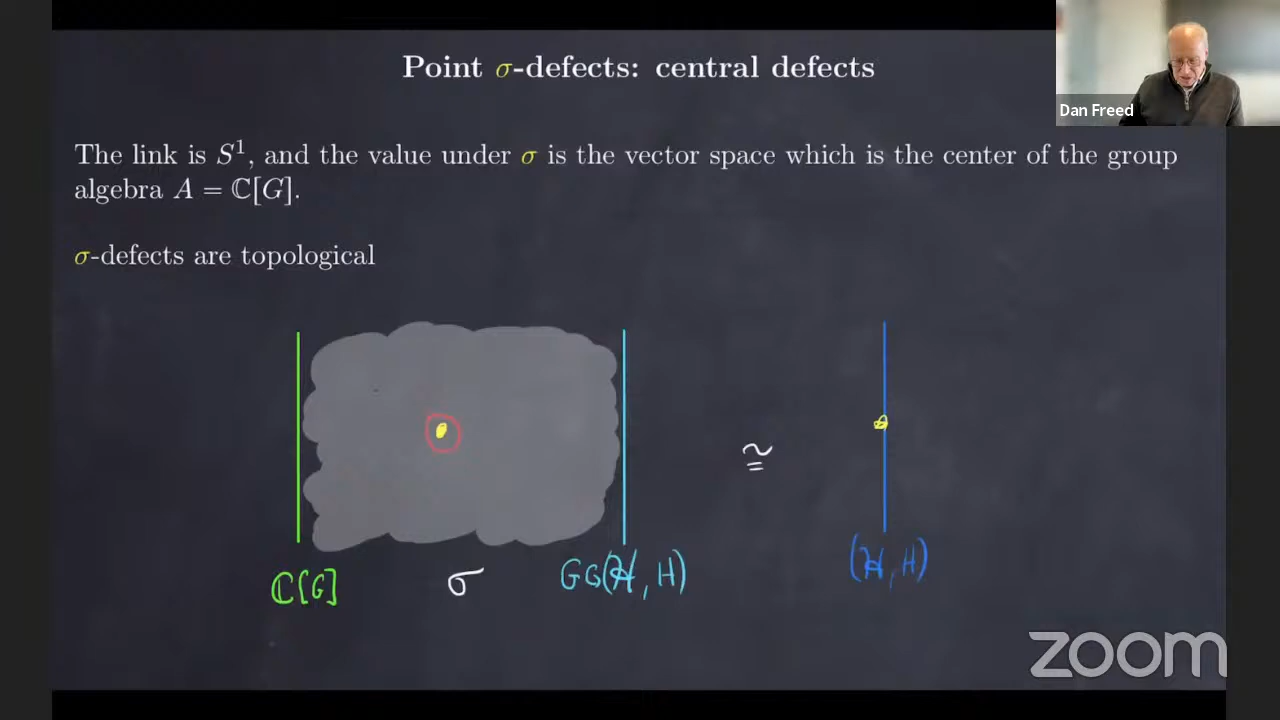 Point σ-defects: central defects
Dan Freed
The link is S¹, and the value under σ is the vector space which is the center of the group
algebra A = ℂ[G].
σ-defects are topological
≅
ℂ[G]
σ
G↻(ℋ, H)
(ℋ, H)
zoom